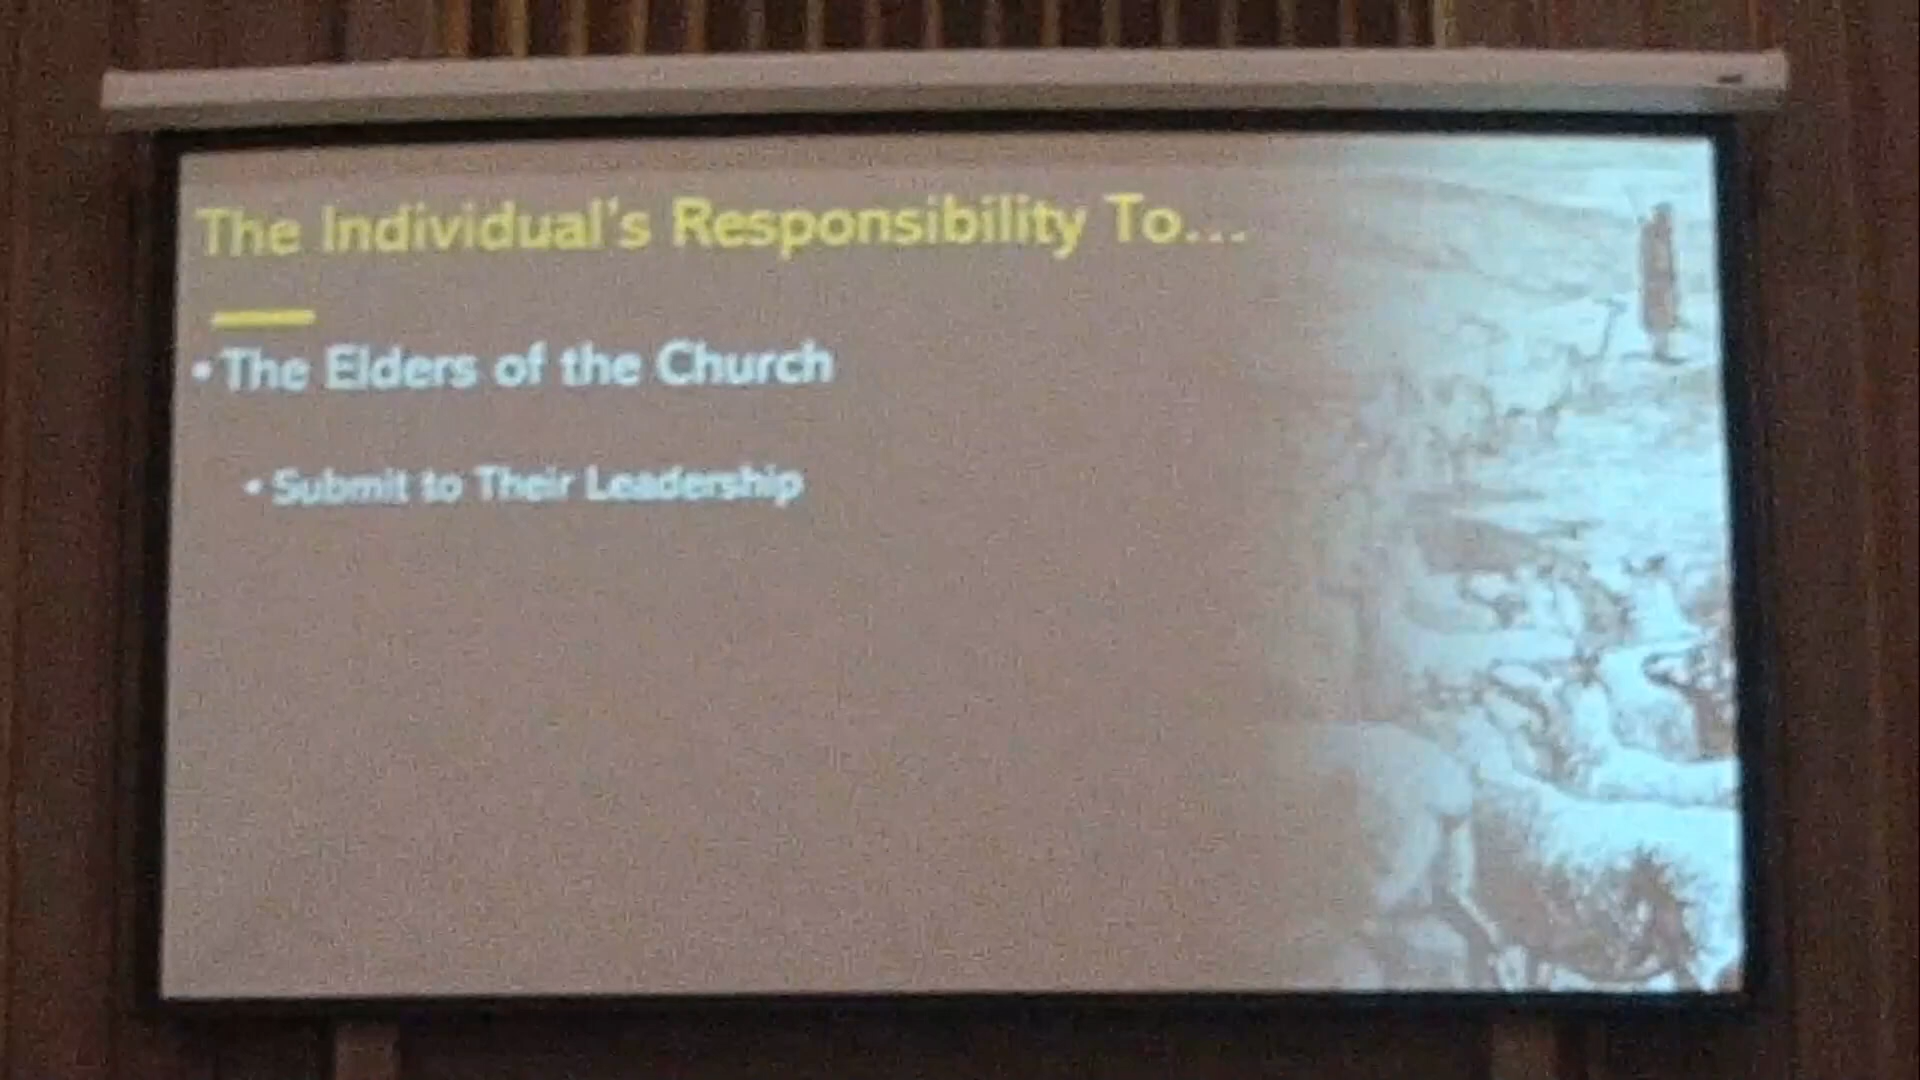 The Individual's Responsibility To...
• The Elders of the Church
• Submit to Their Leadership